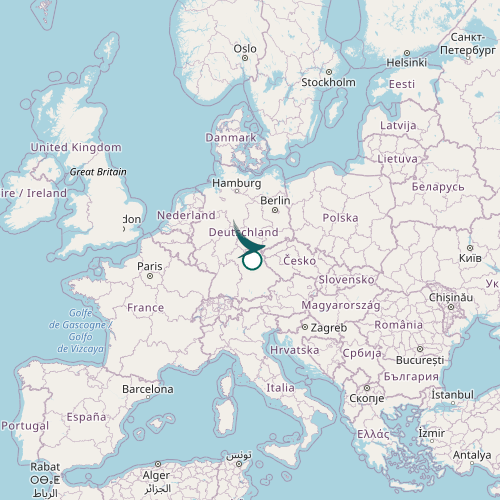 Санкт-
Петербург
Oslo
Helsinki
Stockholm
Eesti
Latvija
Danmark
United Kingdom
Lietuva
Great Britain
Беларусь
Hamburg
ire / Ireland
Berlin
Nederland
Polska
don
Deutschland
Київ
Paris
Česko
Slovensko
Ук
Chișinău
France
Magyarország
Golfe
de Gascogne /
Golfo
de Vizcaya
România
Zagreb
Hrvatska
Србија
București
България
Barcelona
Italia
Скопје
İstanbul
España
Portugal
Ελλάς
İzmir
Rabat
ⵔⴱⴰⵟ
الرباط
Alger
الجزائر
تونس
Antalya